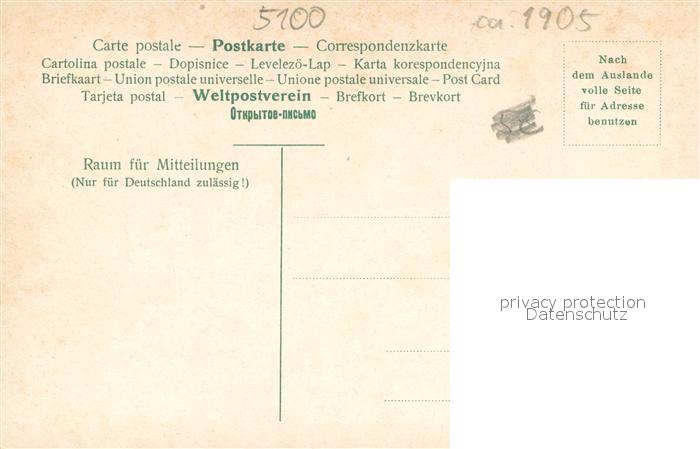 5100 ca. 1905
Carte postale — Postkarte — Correspondenzkarte
Cartolina postale – Dopisnice – Levelezö-Lap – Karta korespondencyjna
Briefkaart – Union postale universelle – Unione postale universale – Post Card
Tarjeta postal – Weltpostverein – Brefkort – Brevkort
Открытое-письмо
Nach
dem Auslande
volle Seite
für Adresse
benutzen
Raum für Mitteilungen
(Nur für Deutschland zulässig!)
privacy protection
Datenschutz